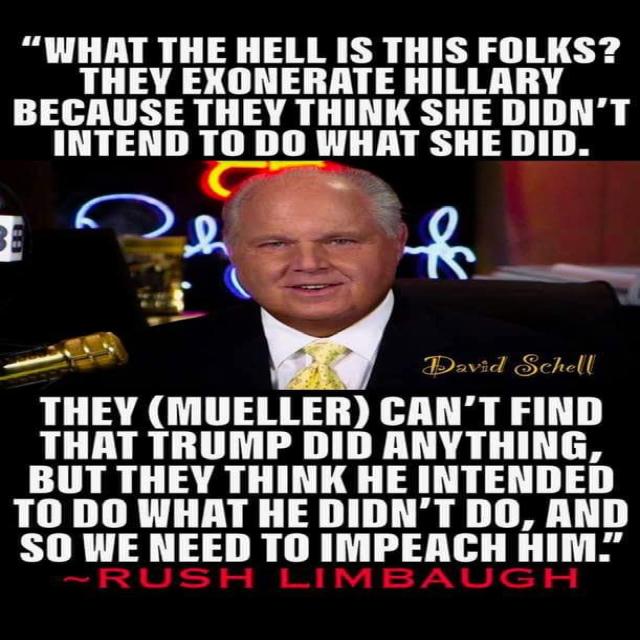 “WHAT THE HELL IS THIS FOLKS?
THEY EXONERATE HILLARY
BECAUSE THEY THINK SHE DIDN’T
INTEND TO DO WHAT SHE DID.
David Schell
THEY (MUELLER) CAN’T FIND
THAT TRUMP DID ANYTHING,
BUT THEY THINK HE INTENDED
TO DO WHAT HE DIDN’T DO, AND
SO WE NEED TO IMPEACH HIM.”
~RUSH LIMBAUGH